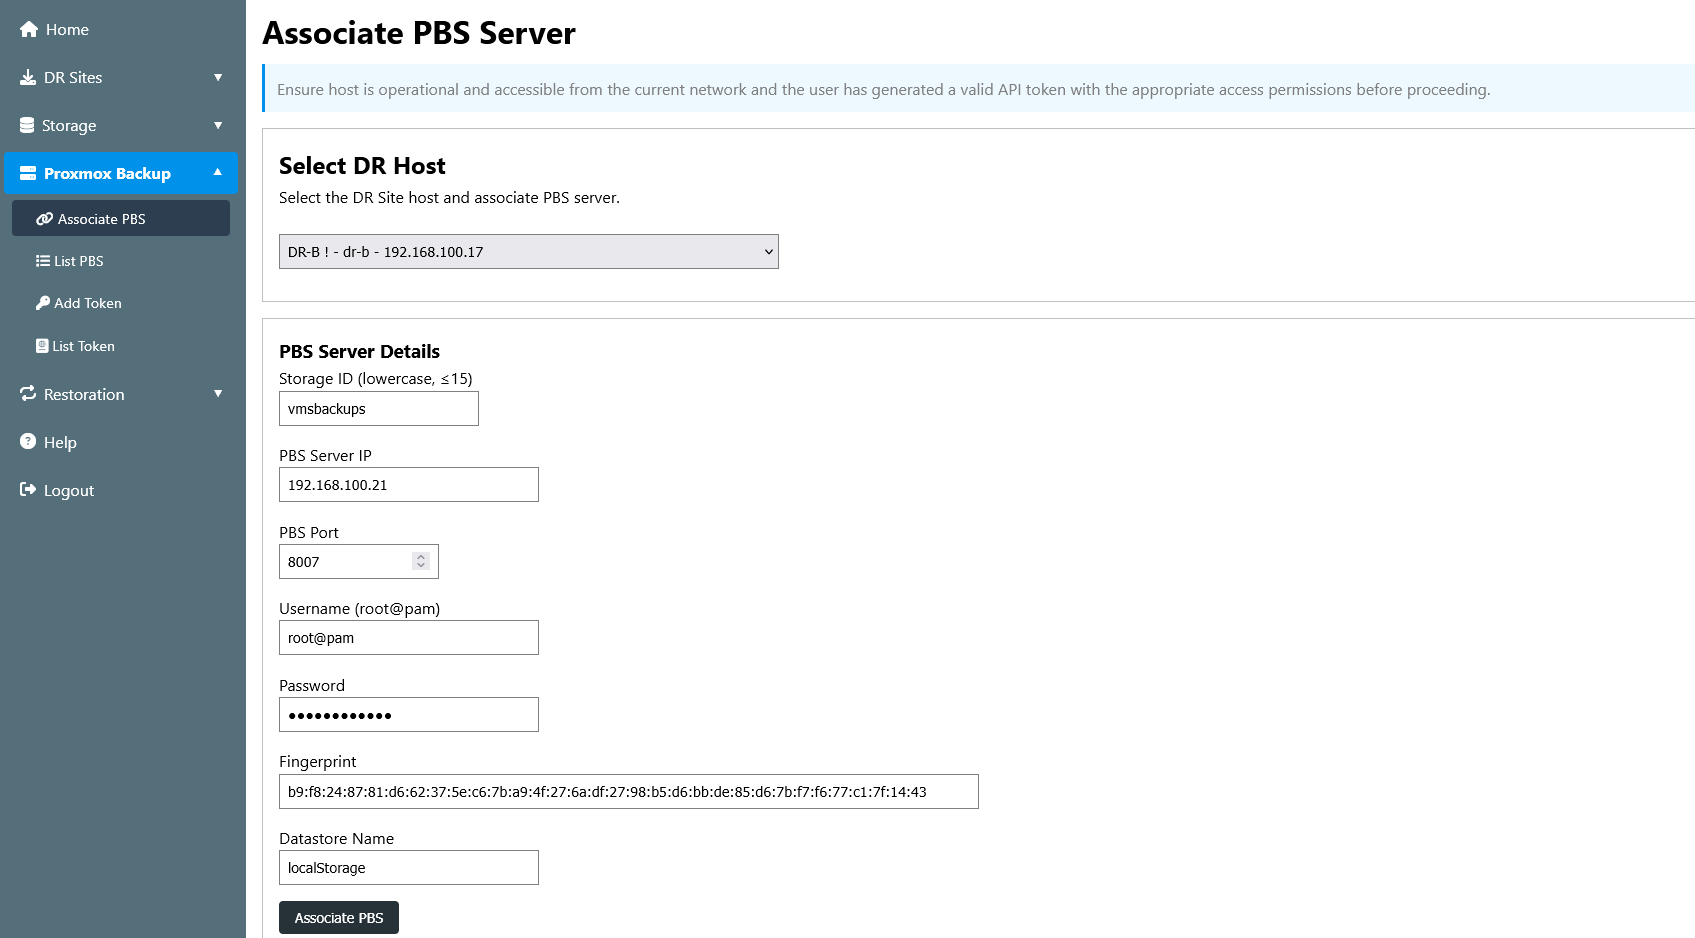 Home
DR Sites
Storage
Proxmox Backup
Associate PBS
List PBS
Add Token
List Token
Restoration
Help
Logout
Associate PBS Server
Ensure host is operational and accessible from the current network and the user has generated a valid API token with the appropriate access permissions before proceeding.
Select DR Host
Select the DR Site host and associate PBS server.
DR-B ! - dr-b - 192.168.100.17
PBS Server Details
Storage ID (lowercase, ≤15)
vmsbackups
PBS Server IP
192.168.100.21
PBS Port
8007
Username (root@pam)
root@pam
Password
●●●●●●●●●●●●
Fingerprint
b9:f8:24:87:81:d6:62:37:5e:c6:7b:a9:4f:27:6a:df:27:98:b5:d6:bb:de:85:d6:7b:f7:f6:77:c1:7f:14:43
Datastore Name
localStorage
Associate PBS